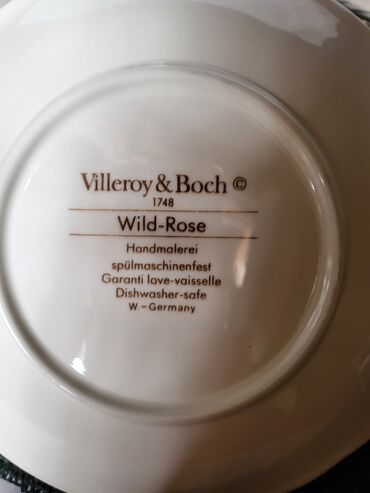 Villeroy & Boch ©
1748
Wild-Rose
Handmalerei
spülmaschinenfest
Garanti lave-vaisselle
Dishwasher-safe
W - Germany